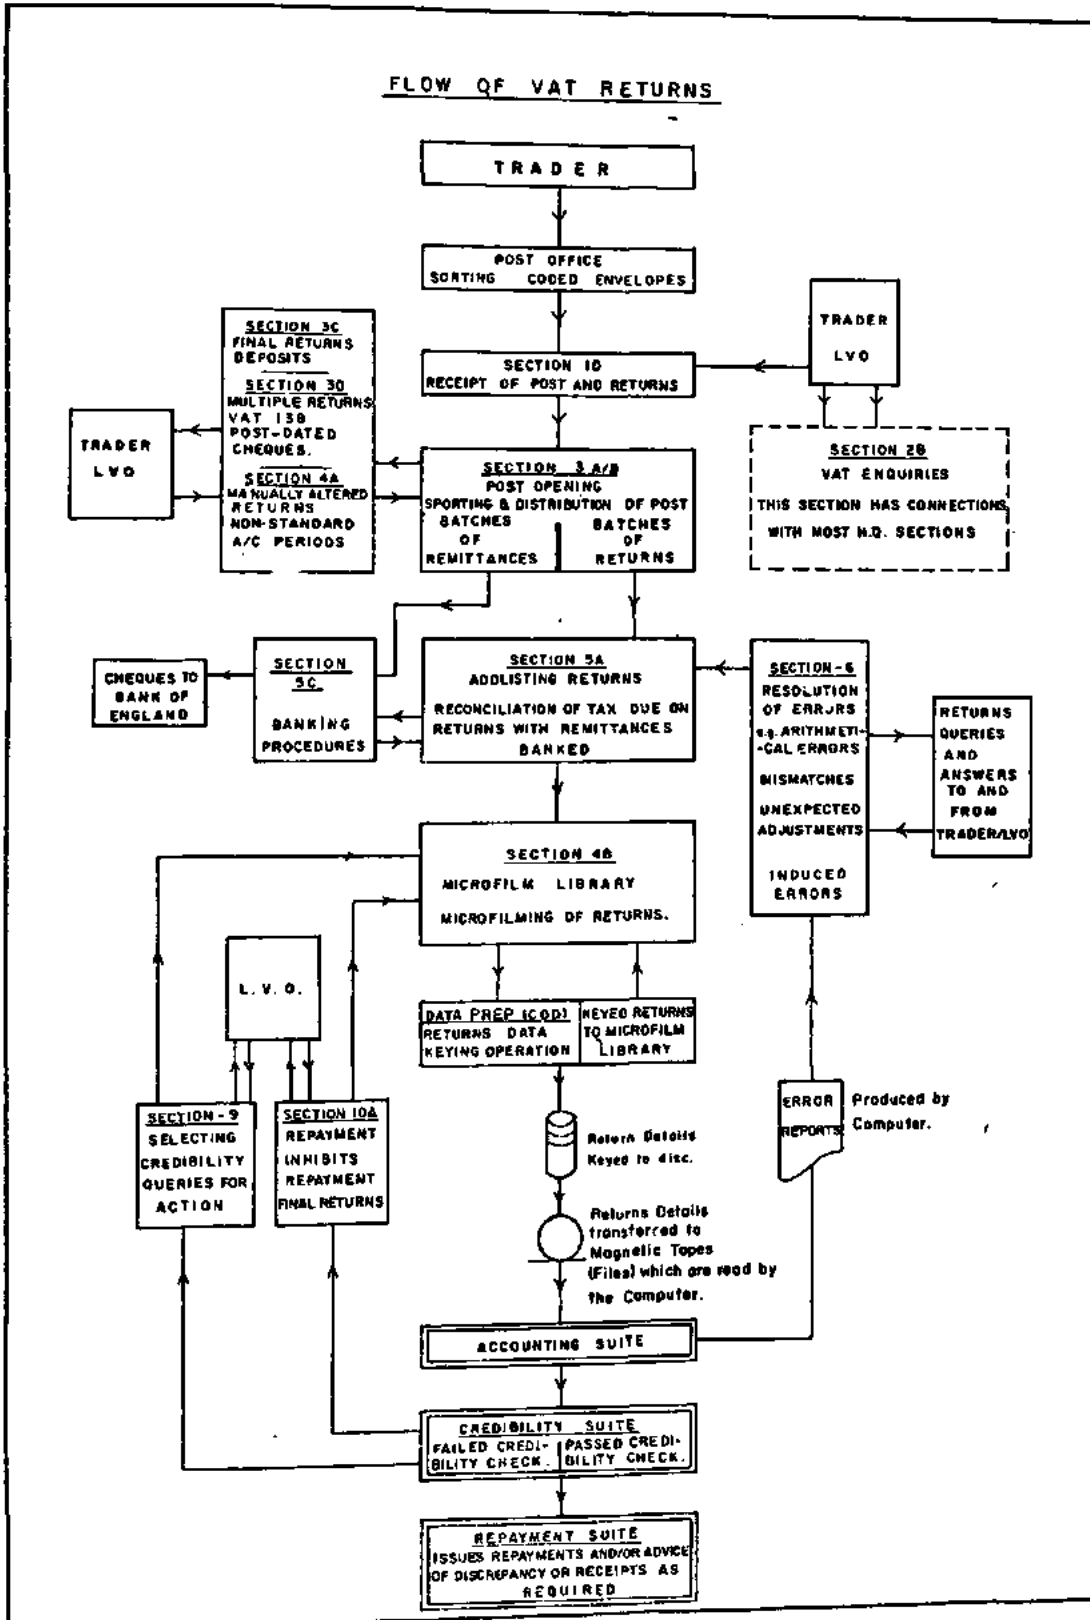 FLOW OF VAT RETURNS
TRADER
POST OFFICE
SORTING CODED ENVELOPES
TRADER
LVO
SECTION 1D
RECEIPT OF POST AND RETURNS
SECTION 3C
FINAL RETURNS
DEPOSITS
SECTION 3D
MULTIPLE RETURNS
VAT 13B
POST-DATED
CHEQUES.
SECTION 4A
MANUALLY ALTERED
RETURNS
NON-STANDARD
A/C PERIODS
TRADER
LVO
SECTION 3 A/B
POST OPENING
SPORTING & DISTRIBUTION OF POST
BATCHES
OF
REMITTANCES
BATCHES
OF
RETURNS
SECTION 2B
VAT ENQUIRIES
THIS SECTION HAS CONNECTIONS
WITH MOST H.Q. SECTIONS
CHEQUES TO
BANK OF
ENGLAND
SECTION
5C
BANKING
PROCEDURES
SECTION 5A
ADDLISTING RETURNS
RECONCILIATION OF TAX DUE ON
RETURNS WITH REMITTANCES
BANKED
SECTION-6
RESOLUTION
OF ERRORS
e.g. ARITHMETI-
-CAL ERRORS
MISMATCHES
UNEXPECTED
ADJUSTMENTS
INDUCED
ERRORS
RETURNS
QUERIES
AND
ANSWERS
TO AND
FROM
TRADER/LVO
SECTION 4B
MICROFILM LIBRARY
MICROFILMING OF RETURNS.
L.V.O.
DATA PREP (COD)
RETURNS DATA
KEYING OPERATION
KEYED RETURNS
TO MICROFILM
LIBRARY
SECTION-9
SELECTING
CREDIBILITY
QUERIES FOR
ACTION
SECTION 10A
REPAYMENT
INHIBITS
REPAYMENT
FINAL RETURNS
Return Details
Keyed to disc.
ERROR
REPORTS
Produced by
Computer.
Returns Details
transferred to
Magnetic Tapes
(Files) which are read by
the Computer.
ACCOUNTING SUITE
CREDIBILITY SUITE
FAILED CREDI-
BILITY CHECK.
PASSED CREDI-
BILITY CHECK.
REPAYMENT SUITE
ISSUES REPAYMENTS AND/OR ADVICE
OF DISCREPANCY OR RECEIPTS AS
REQUIRED